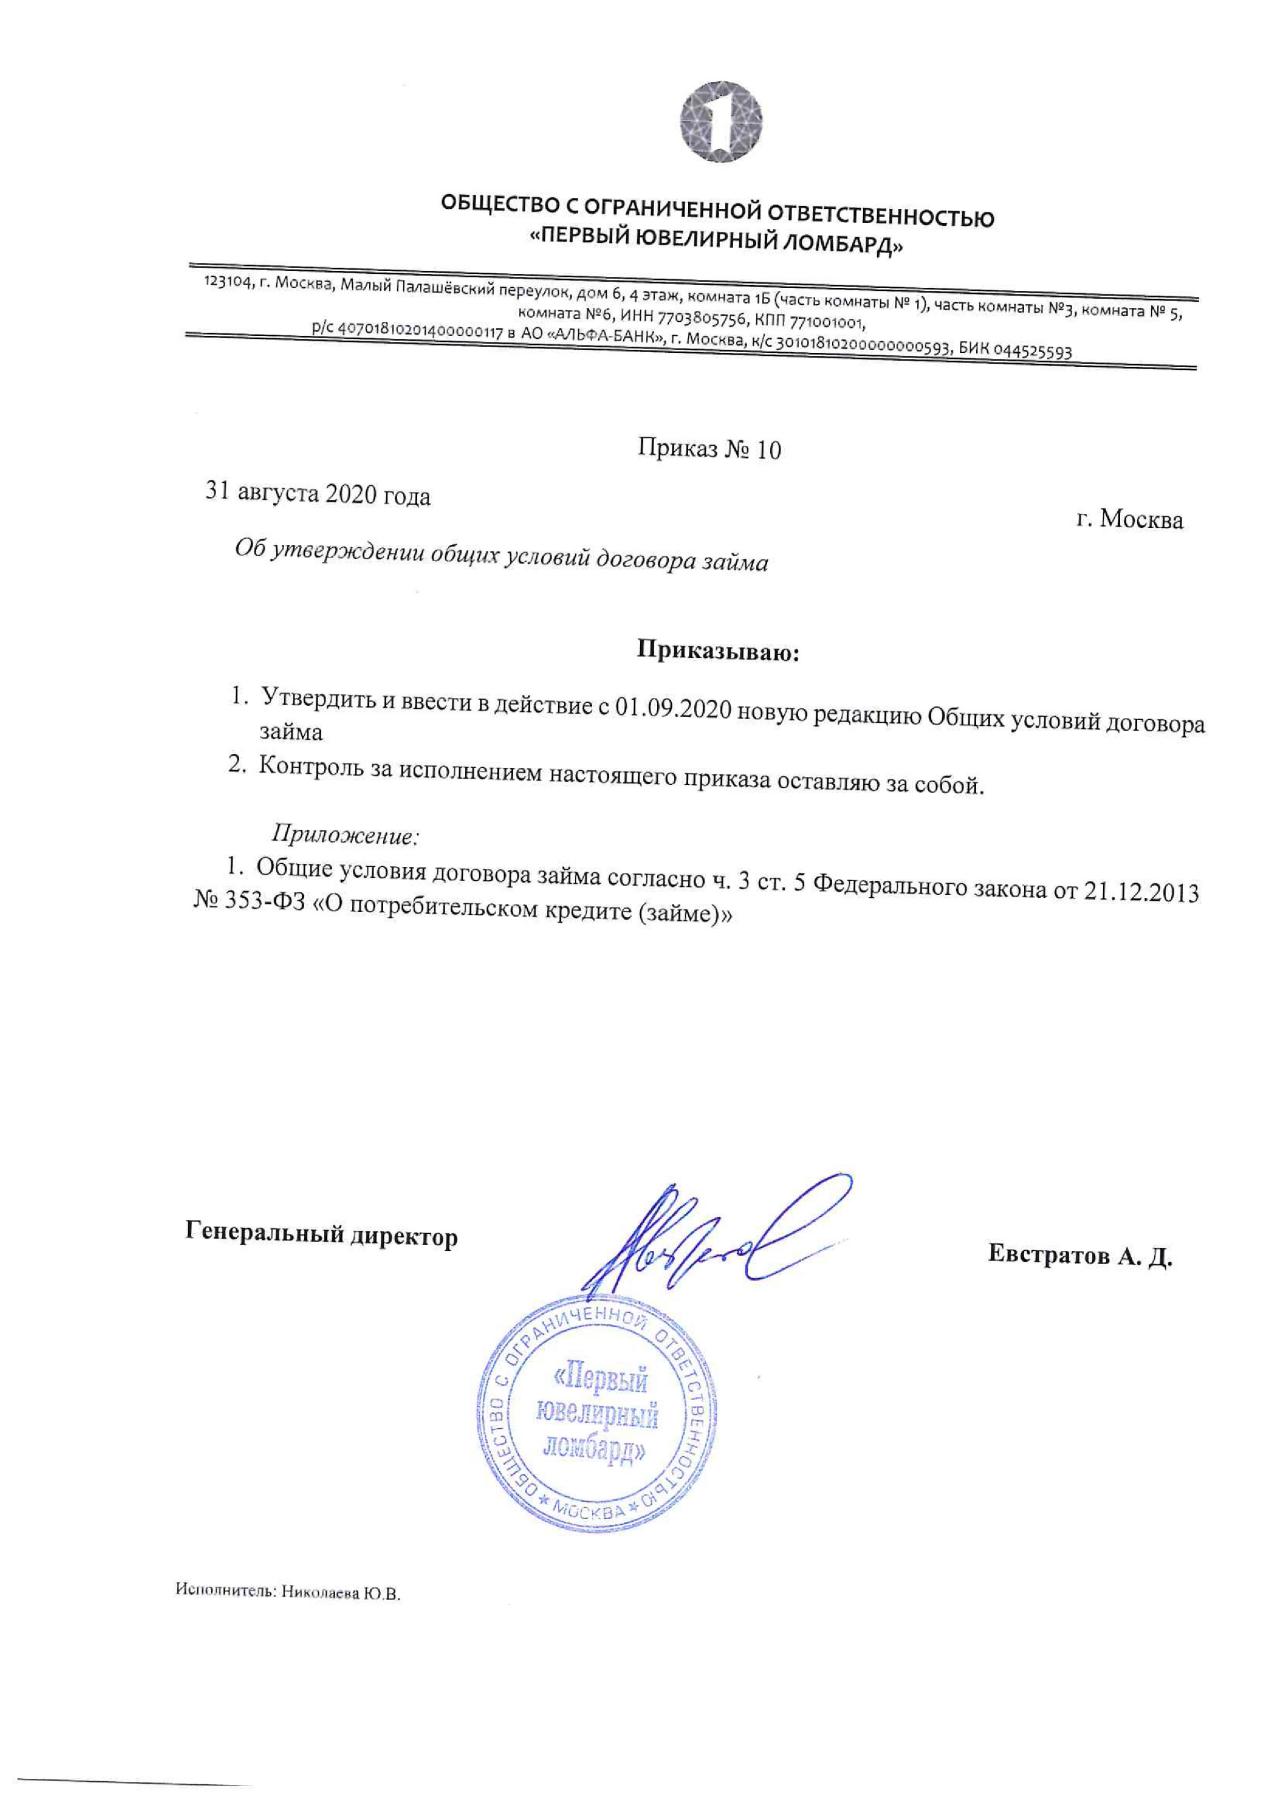 1
ОБЩЕСТВО С ОГРАНИЧЕННОЙ ОТВЕТСТВЕННОСТЬЮ
«ПЕРВЫЙ ЮВЕЛИРНЫЙ ЛОМБАРД»
123104, г. Москва, Малый Палашёвский переулок, дом 6, 4 этаж, комната 1Б (часть комнаты № 1), часть комнаты №3, комната № 5,
комната №6, ИНН 7703805756, КПП 771001001,
р/с 40701810201400000117 в АО «АЛЬФА-БАНК», г. Москва, к/с 30101810200000000593, БИК 044525593
Приказ № 10
31 августа 2020 года
г. Москва
Об утверждении общих условий договора займа
Приказываю:
1. Утвердить и ввести в действие с 01.09.2020 новую редакцию Общих условий договора
займа
2. Контроль за исполнением настоящего приказа оставляю за собой.
Приложение:
1. Общие условия договора займа согласно ч. 3 ст. 5 Федерального закона от 21.12.2013
№ 353-ФЗ «О потребительском кредите (займе)»
Генеральный директор
Евстратов А. Д.
ОБЩЕСТВО С ОГРАНИЧЕННОЙ ОТВЕТСТВЕННОСТЬЮ
«Первый
ювелирный
ломбард»
* МОСКВА *
Исполнитель: Николаева Ю.В.